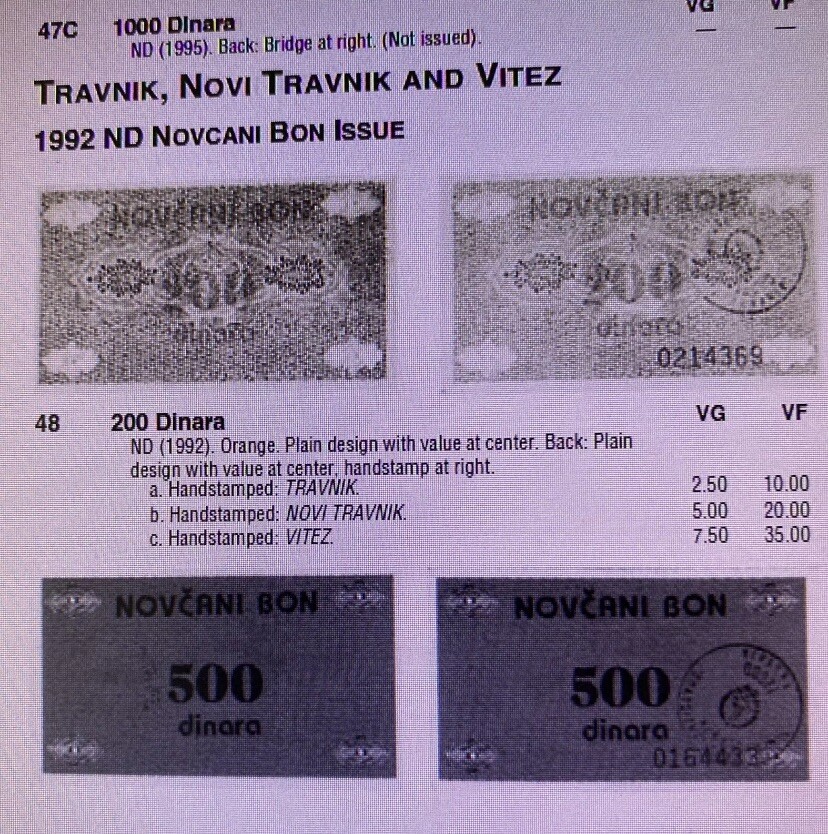 47C 1000 Dinara VG VF
ND (1995). Back: Bridge at right. (Not issued). — —
TRAVNIK, NOVI TRAVNIK AND VITEZ
1992 ND NOVCANI BON ISSUE
NOVČANI BON NOVČANI BON
200 200
dinara dinara
0214369
48 200 Dinara VG VF
ND (1992). Orange. Plain design with value at center. Back: Plain
design with value at center, handstamp at right.
a. Handstamped: TRAVNIK. 2.50 10.00
b. Handstamped: NOVI TRAVNIK. 5.00 20.00
c. Handstamped: VITEZ. 7.50 35.00
NOVČANI BON NOVČANI BON
500 500
dinara dinara
0164433